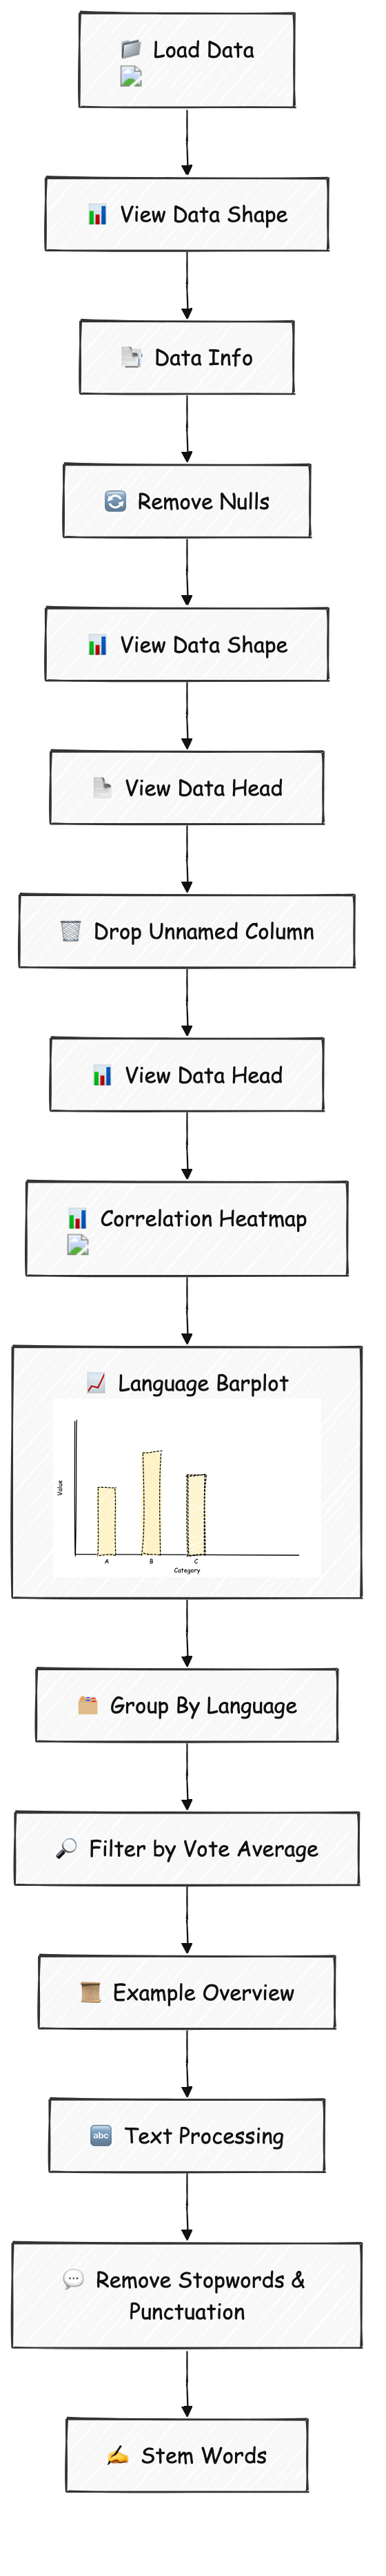 Load Data
View Data Shape
Data Info
Remove Nulls
View Data Shape
View Data Head
Drop Unnamed Column
View Data Head
Correlation Heatmap
Language Barplot
Value
A B C
Category
Group By Language
Filter by Vote Average
Example Overview
abc Text Processing
Remove Stopwords &
Punctuation
Stem Words